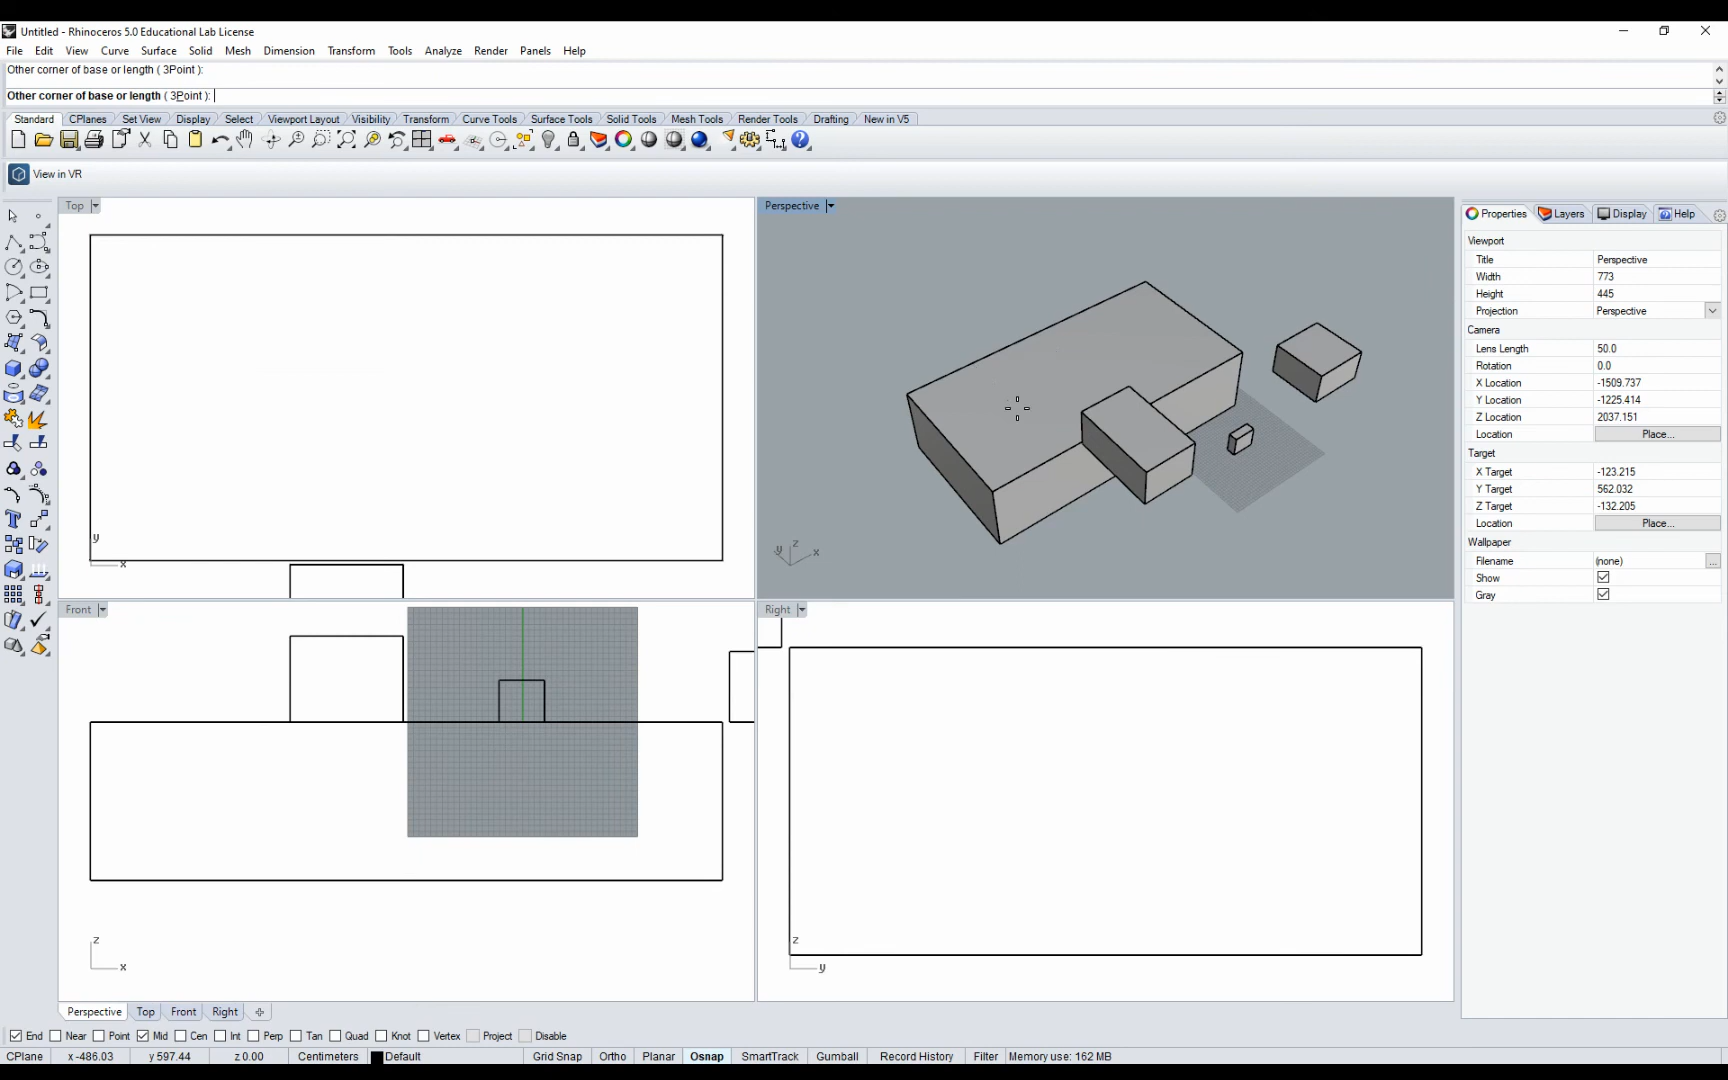 Untitled - Rhinoceros 5.0 Educational Lab License
File Edit View Curve Surface Solid Mesh Dimension Transform Tools Analyze Render Panels Help
Other corner of base or length ( 3Point ):
Other corner of base or length ( 3Point ):
Standard CPlanes Set View Display Select Viewport Layout Visibility Transform Curve Tools Surface Tools Solid Tools Mesh Tools Render Tools Drafting New in V5
View in VR
Top
y
x
Perspective
y z x
Front
z
x
Right
z
y
Properties Layers Display Help
Viewport
Title Perspective
Width 773
Height 445
Projection Perspective
Camera
Lens Length 50.0
Rotation 0.0
X Location -1509.737
Y Location -1225.414
Z Location 2037.151
Location Place...
Target
X Target -123.215
Y Target 562.032
Z Target -132.205
Location Place...
Wallpaper
Filename (none) ...
Show
Gray
Perspective Top Front Right
End Near Point Mid Cen Int Perp Tan Quad Knot Vertex Project Disable
CPlane x -486.03 y 597.44 z 0.00 Centimeters Default Grid Snap Ortho Planar Osnap SmartTrack Gumball Record History Filter Memory use: 162 MB